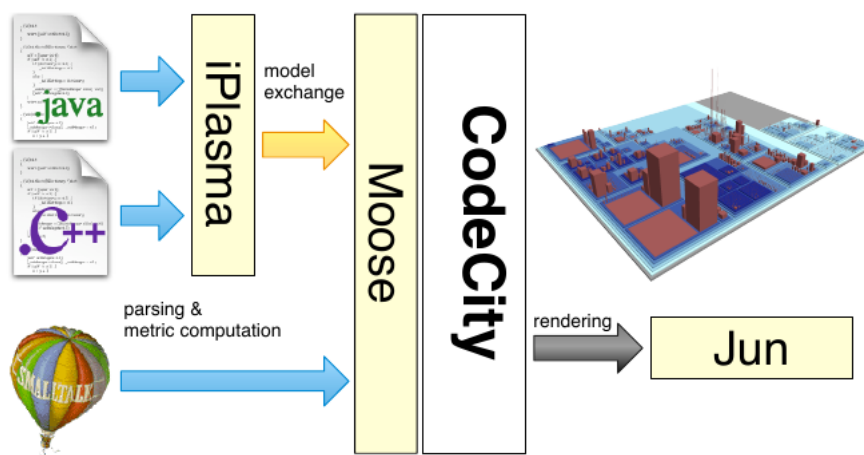 .java
.C++
iPlasma
model
exchange
Moose
CodeCity
parsing &
metric computation
SMALLTALK
rendering
Jun